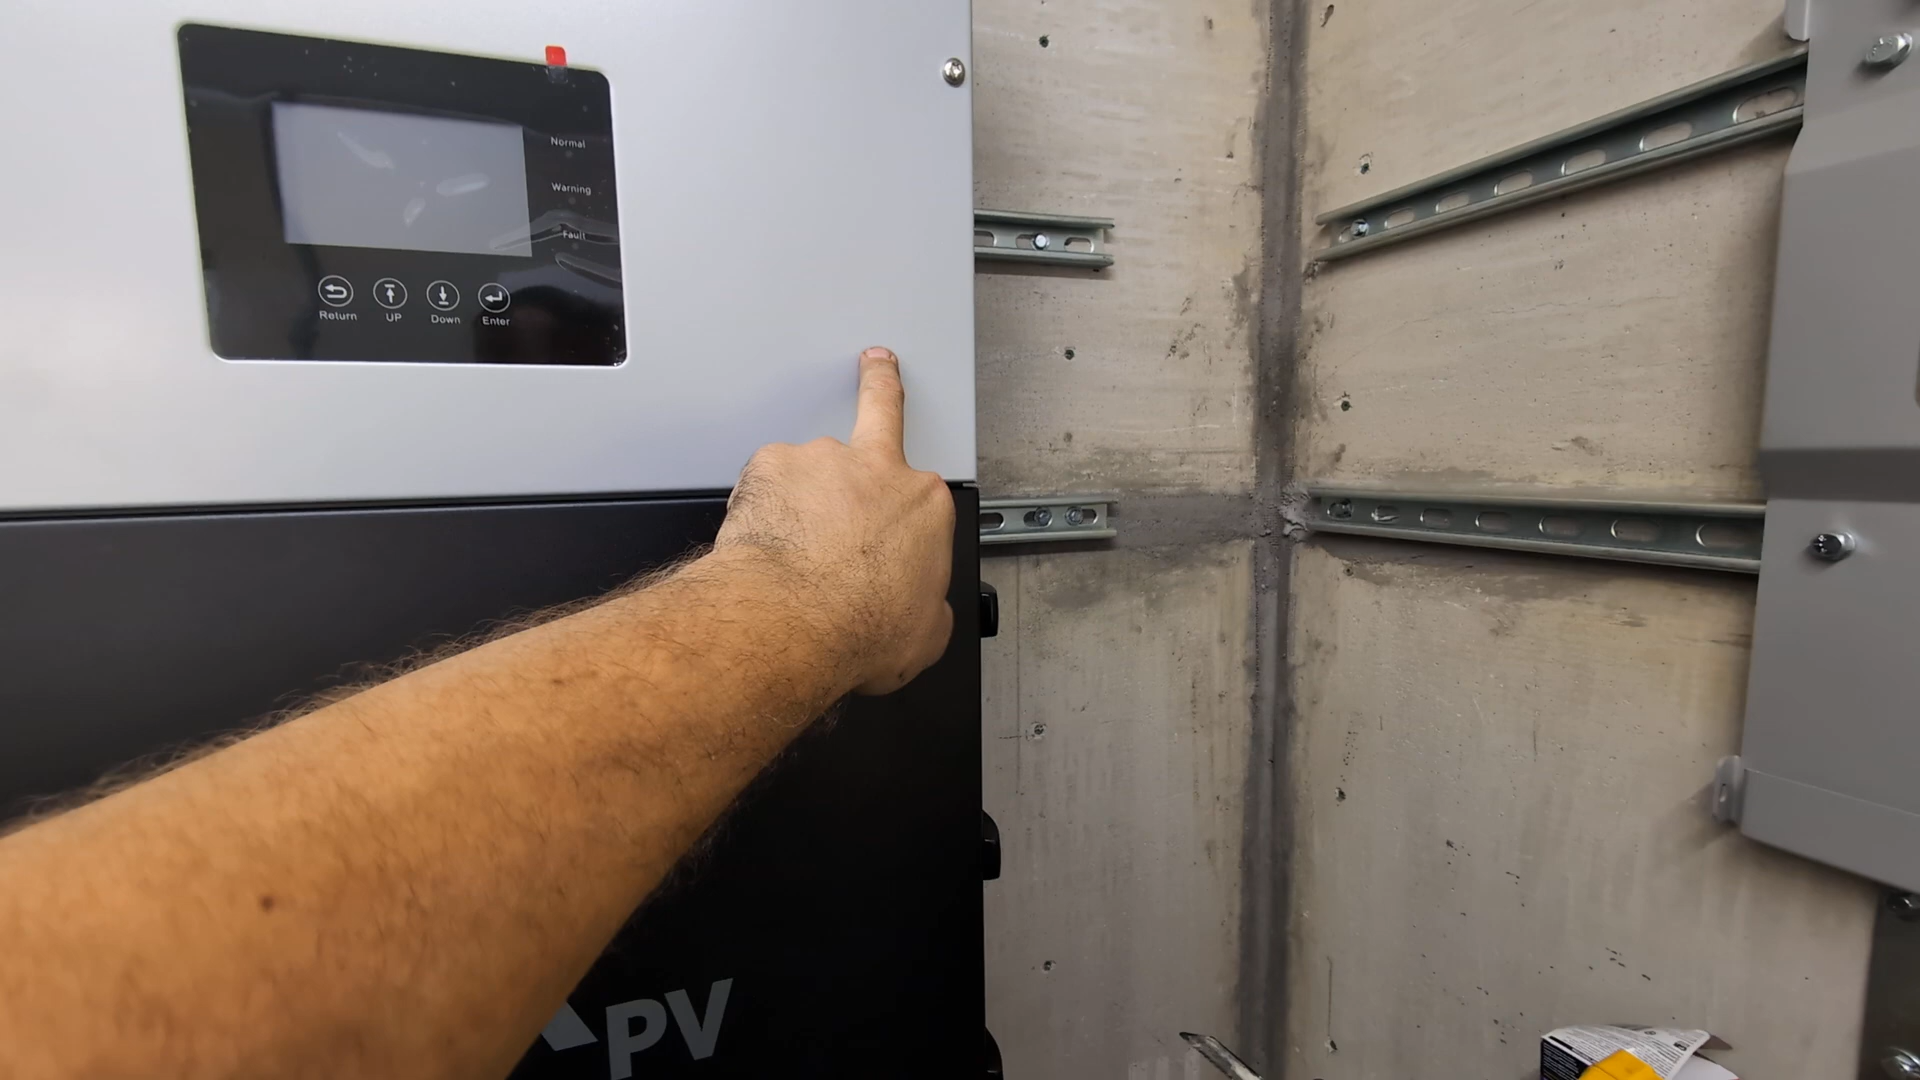 Normal
Warning
Fault
Return UP Down Enter
PV